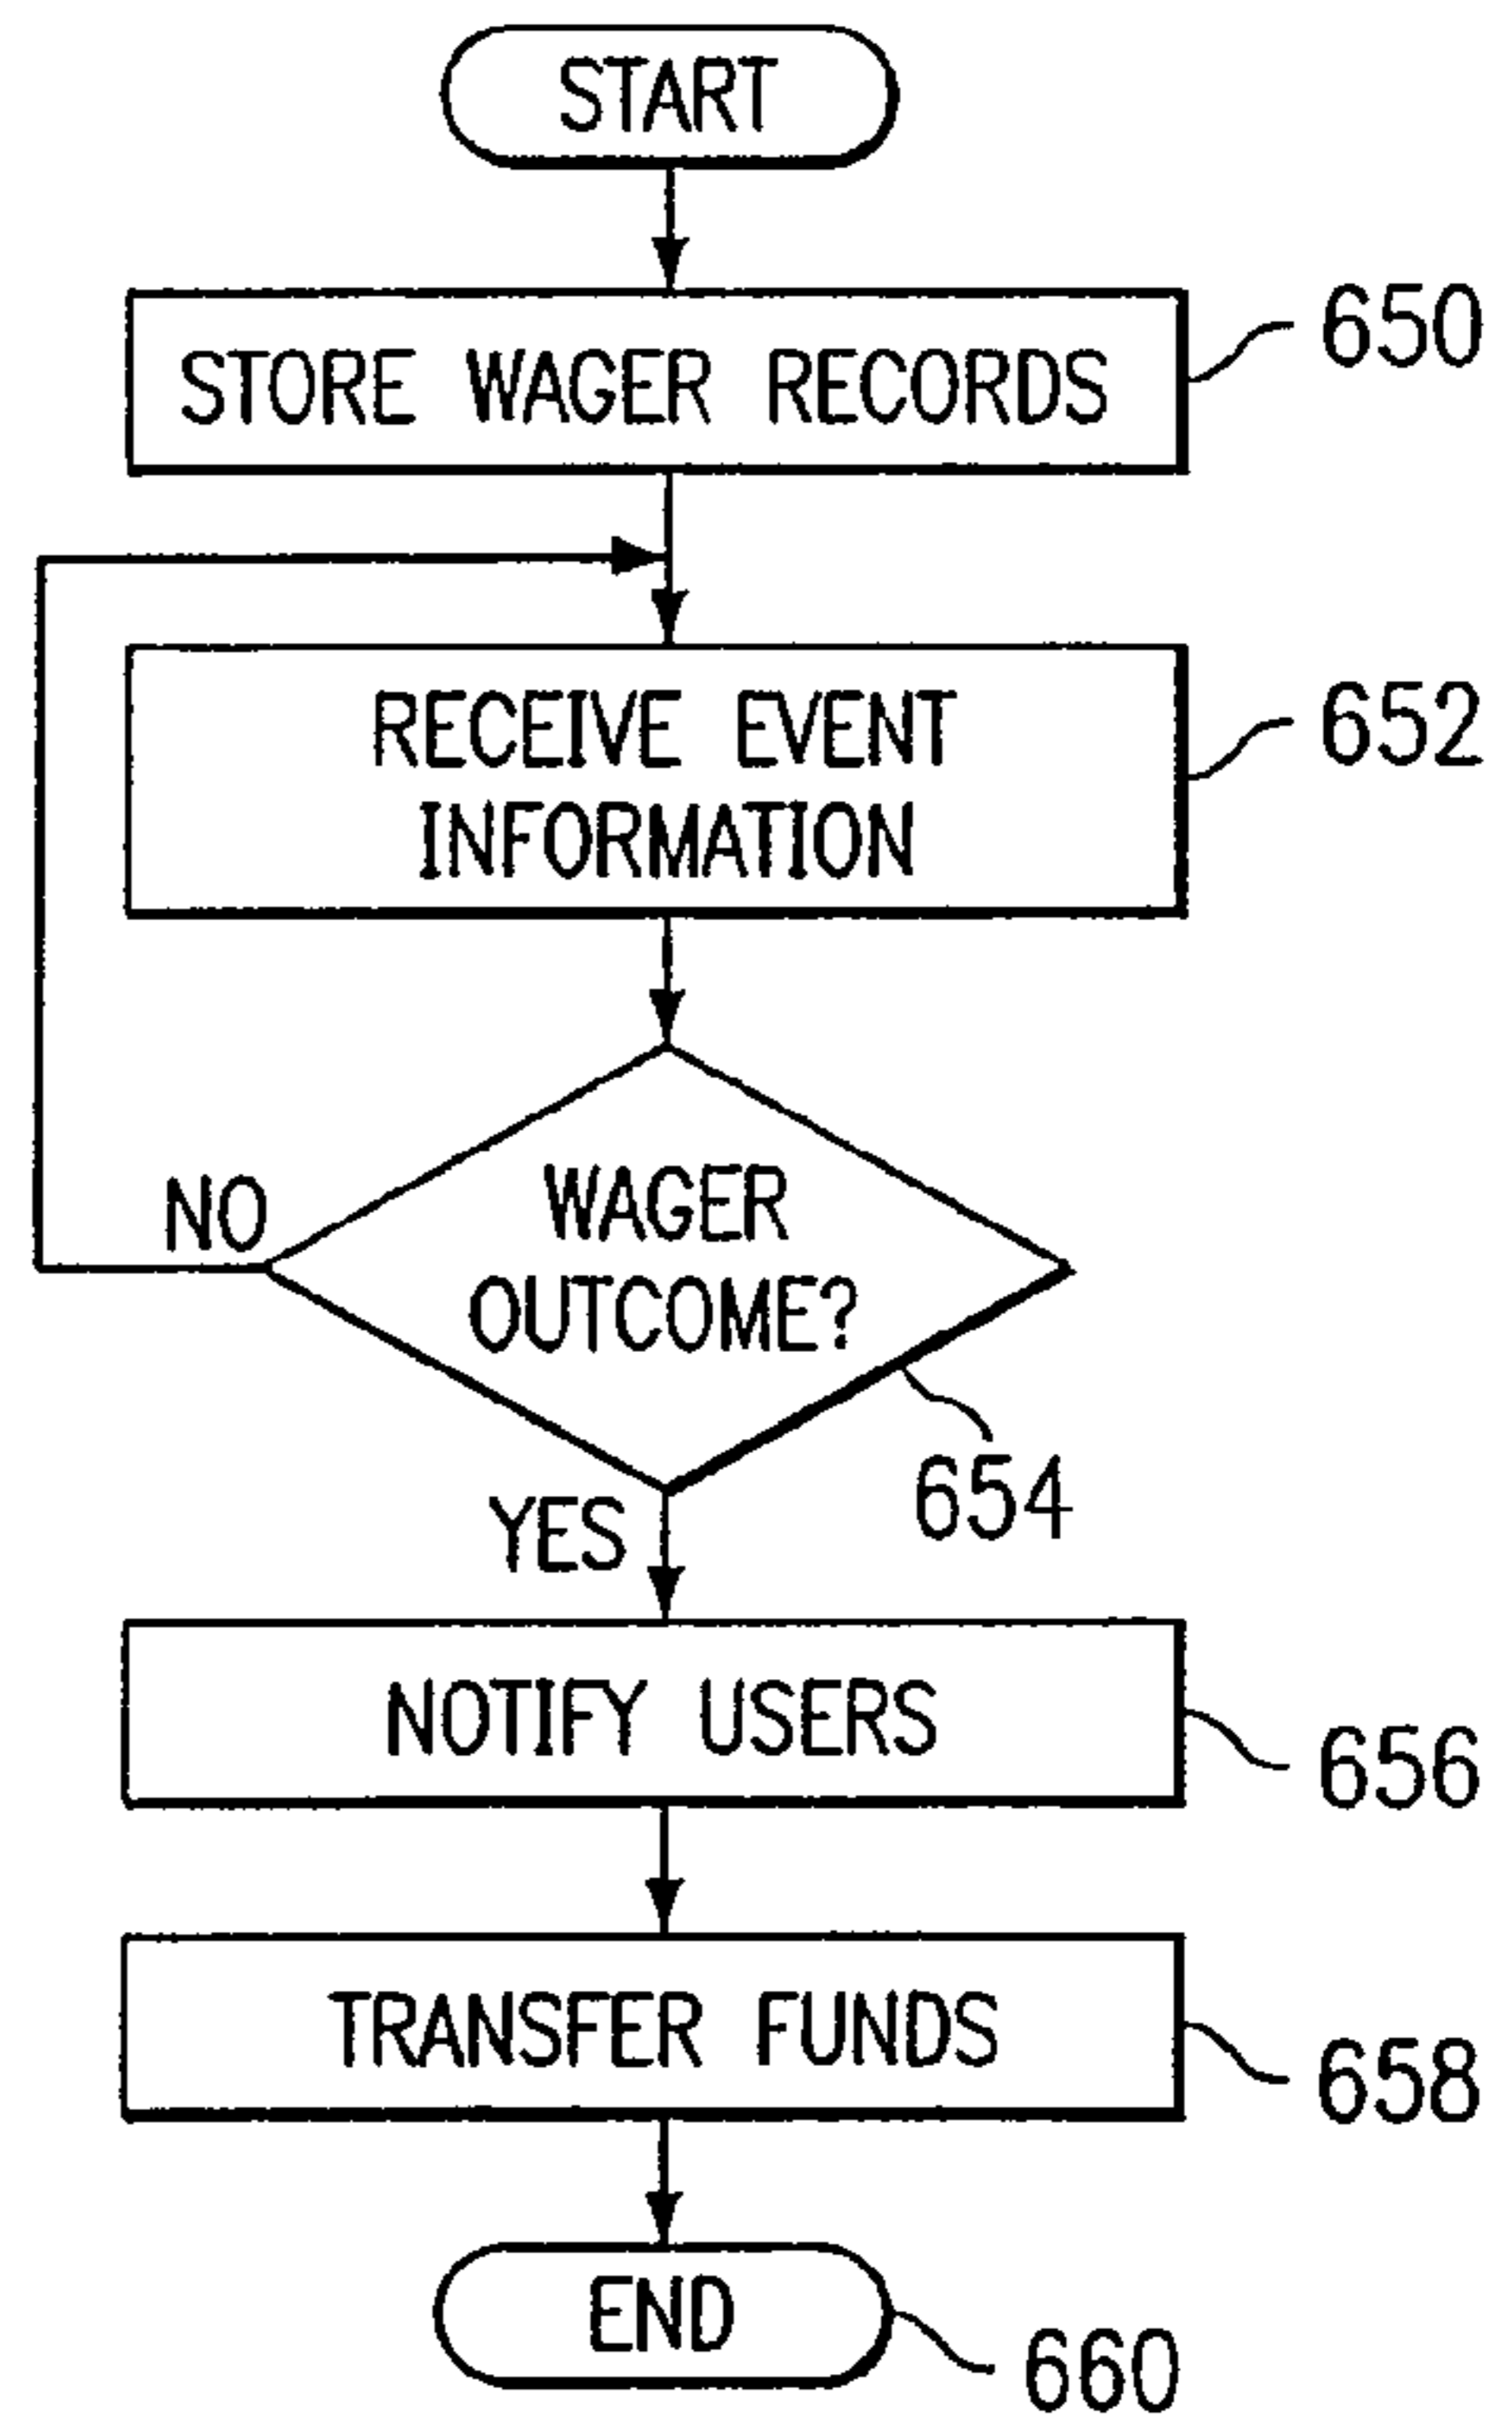 START
STORE WAGER RECORDS
650
RECEIVE EVENT
INFORMATION
652
NO
WAGER
OUTCOME?
654
YES
NOTIFY USERS
656
TRANSFER FUNDS
658
END
660